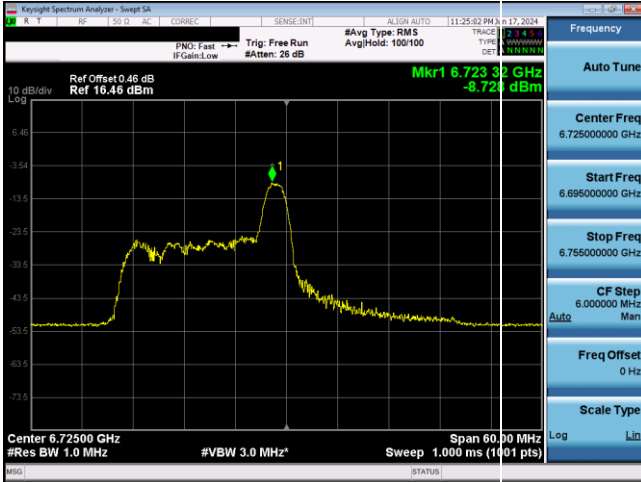 Keysight Spectrum Analyzer - Swept SA
R T RF 50 Ω AC CORREC SENSE:INT ALIGN AUTO 11:25:02 PM Jun 17, 2024
PNO: Fast
IFGain:Low
Trig: Free Run
#Atten: 26 dB
#Avg Type: RMS
Avg|Hold: 100/100
TRACE 1 2 3 4 5 6
TYPE
DET A N N N N N
Ref Offset 0.46 dB
10 dB/div Ref 16.46 dBm
Log
Mkr1 6.723 32 GHz
-8.728 dBm
1
6.46
-3.54
-13.5
-23.5
-33.5
-43.5
-53.5
-63.5
-73.5
Center 6.72500 GHz Span 60.00 MHz
#Res BW 1.0 MHz #VBW 3.0 MHz* Sweep 1.000 ms (1001 pts)
MSG STATUS
Frequency
Auto Tune
Center Freq
6.725000000 GHz
Start Freq
6.695000000 GHz
Stop Freq
6.755000000 GHz
CF Step
6.000000 MHz
Auto Man
Freq Offset
0 Hz
Scale Type
Log Lin